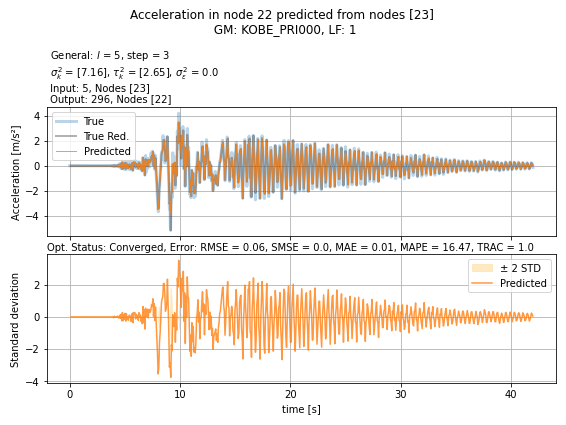 Acceleration in node 22 predicted from nodes [23]
GM: KOBE_PRI000, LF: 1
General: l = 5, step = 3
σ²ₖ = [7.16], τ²ₖ = [2.65], σ²ε = 0.0
Input: 5, Nodes [23]
Output: 296, Nodes [22]
Acceleration [m/s²]
4
2
0
−2
−4
True
True Red.
Predicted
Opt. Status: Converged, Error: RMSE = 0.06, SMSE = 0.0, MAE = 0.01, MAPE = 16.47, TRAC = 1.0
Standard deviation
2
0
−2
−4
± 2 STD
Predicted
0 10 20 30 40
time [s]